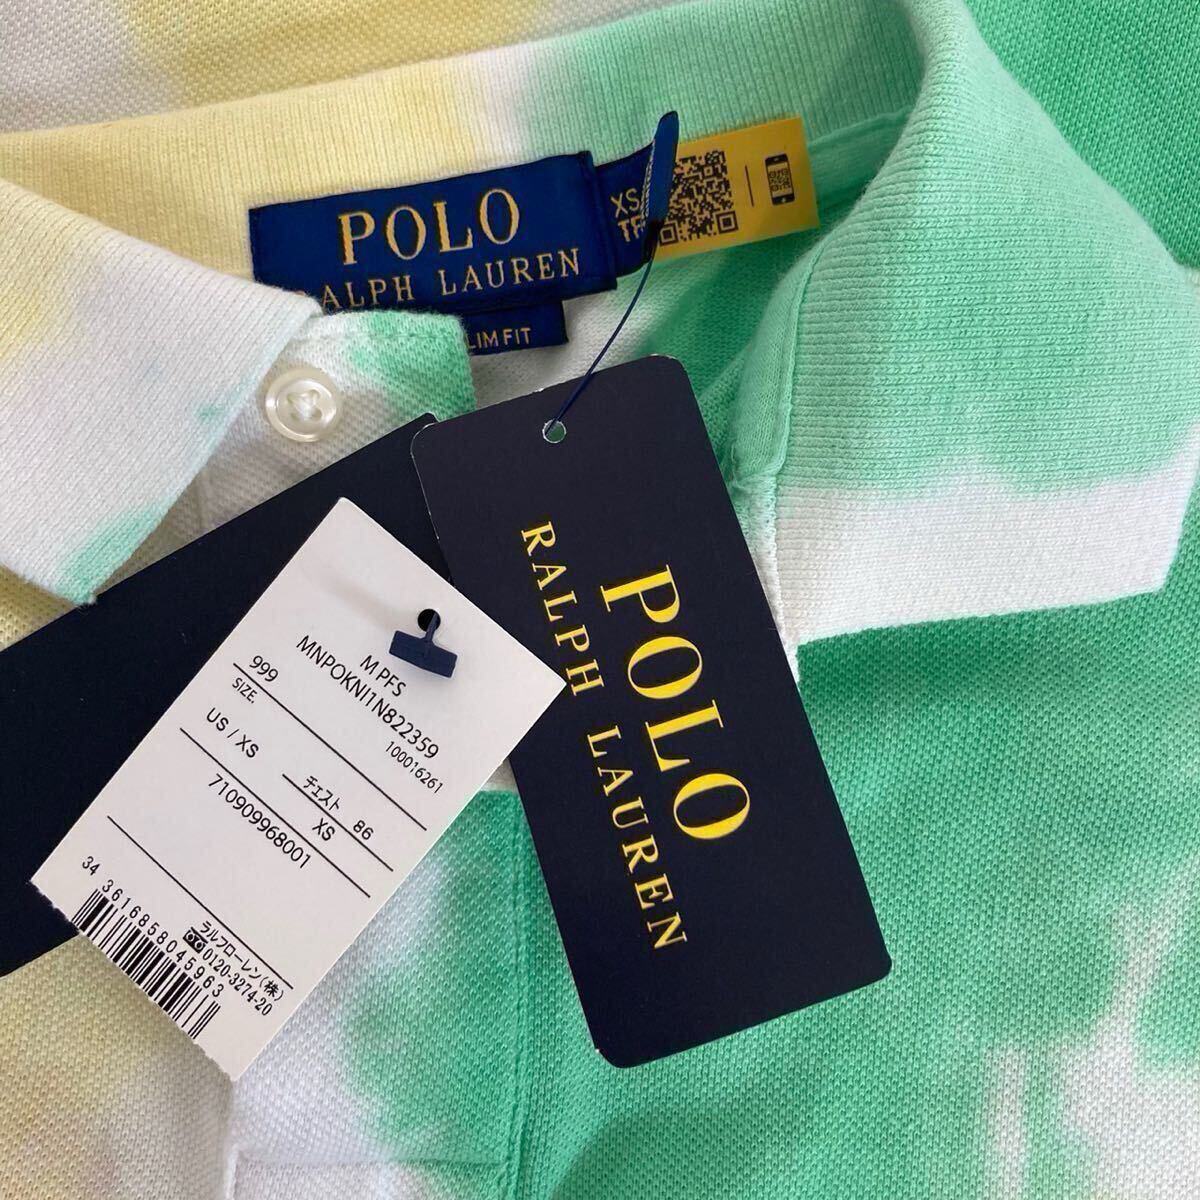 POLO
RALPH LAUREN
SLIM FIT
XS
POLO
RALPH LAUREN
M PFS
MNPOKNI1N822359
100016261
999
SIZE.
US / XS
チェスト 86
XS
710909968001
34 3616858045963
ラルフローレン(株)
0120-3274-20